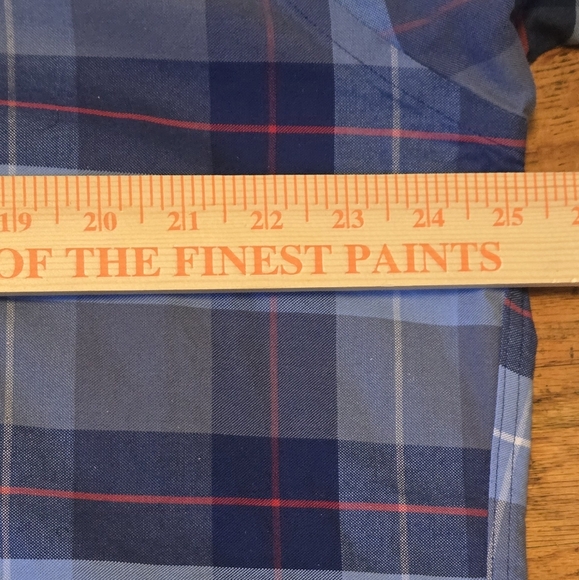 19 20 21 22 23 24 25
OF THE FINEST PAINTS